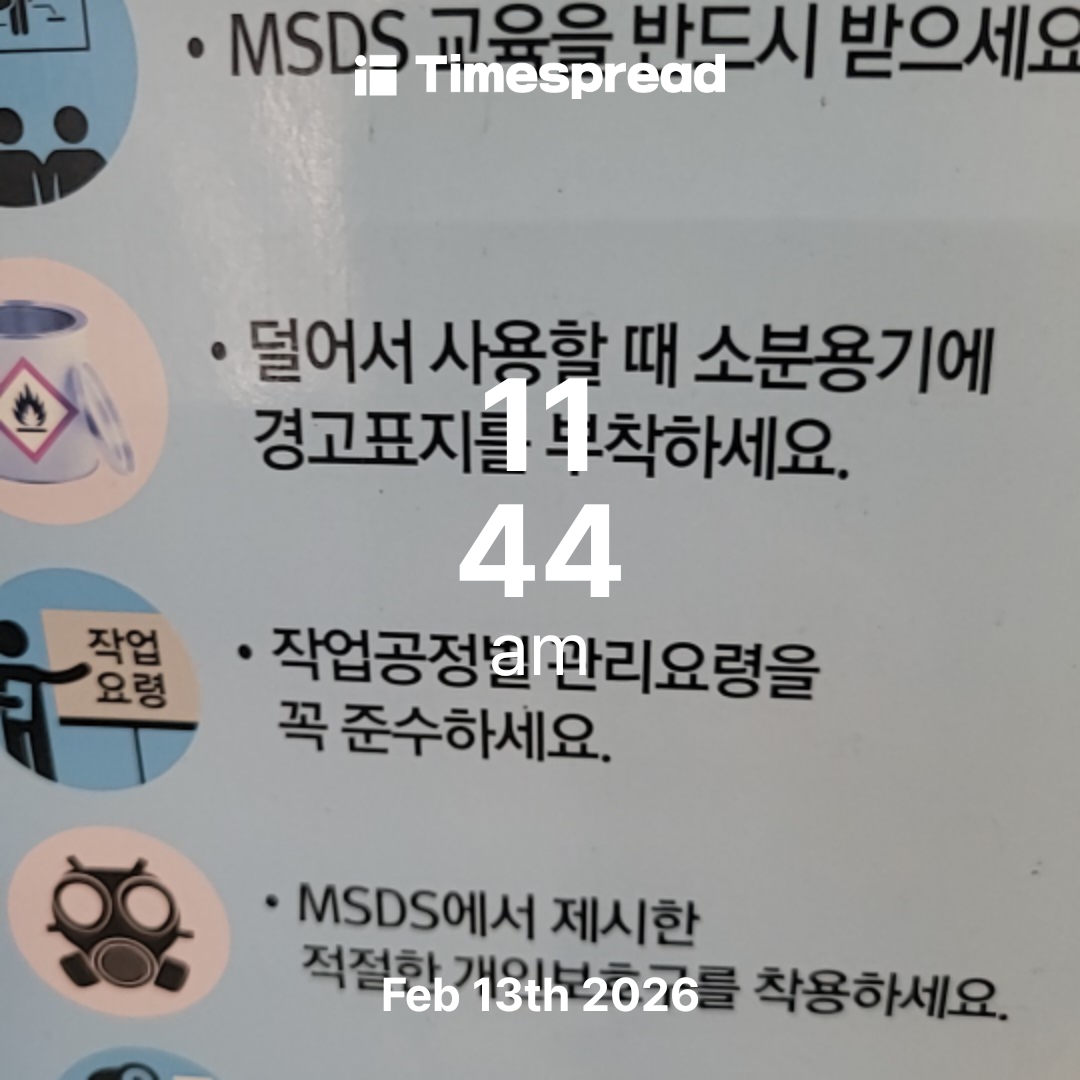 • MSDS 교육을 반드시 받으세요
Timespread
• 덜어서 사용할 때 소분용기에
경고표지를 부착하세요.
11
44
am
작업
요령
• 작업공정별 관리요령을
꼭 준수하세요.
• MSDS에서 제시한
적절한 개인보호구를 착용하세요.
Feb 13th 2026